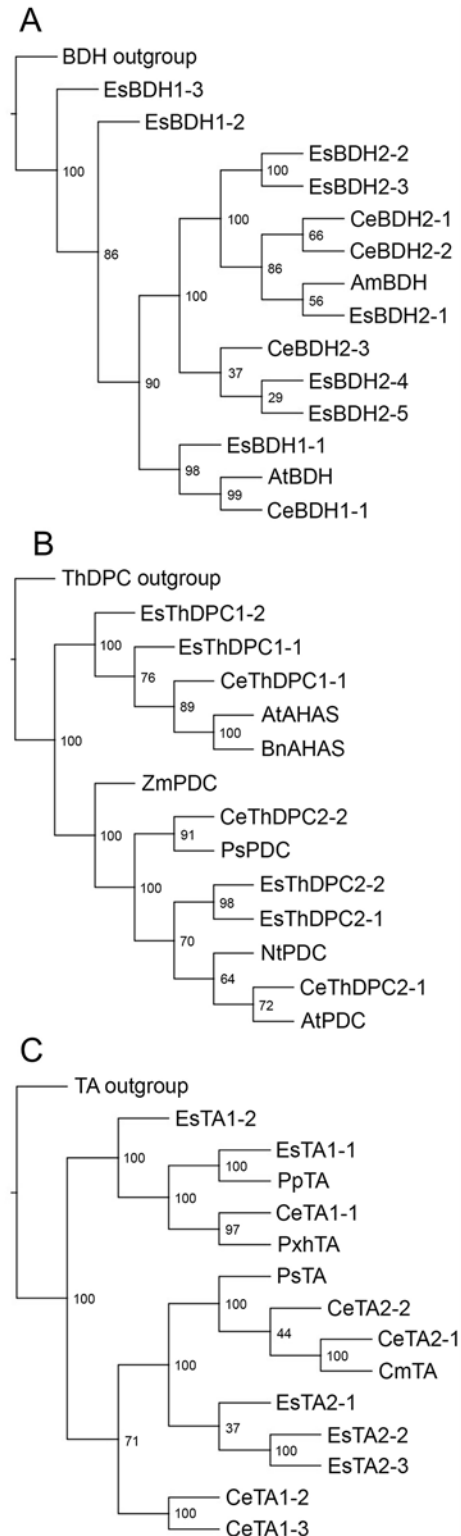 A
BDH outgroup
EsBDH1-3
EsBDH1-2
EsBDH2-2
100
EsBDH2-3
100
100
CeBDH2-1
66
CeBDH2-2
86
86
AmBDH
56
EsBDH2-1
100
CeBDH2-3
37
EsBDH2-4
29
EsBDH2-5
90
EsBDH1-1
98
AtBDH
99
CeBDH1-1
B
ThDPC outgroup
EsThDPC1-2
100
EsThDPC1-1
76
CeThDPC1-1
89
AtAHAS
100
BnAHAS
100
ZmPDC
CeThDPC2-2
100
91
PsPDC
EsThDPC2-2
100
98
EsThDPC2-1
70
NtPDC
64
CeThDPC2-1
72
AtPDC
C
TA outgroup
EsTA1-2
100
EsTA1-1
100
PpTA
100
CeTA1-1
97
PxhTA
PsTA
100
100
CeTA2-2
44
CeTA2-1
100
100
CmTA
EsTA2-1
37
71
EsTA2-2
100
EsTA2-3
CeTA1-2
100
CeTA1-3